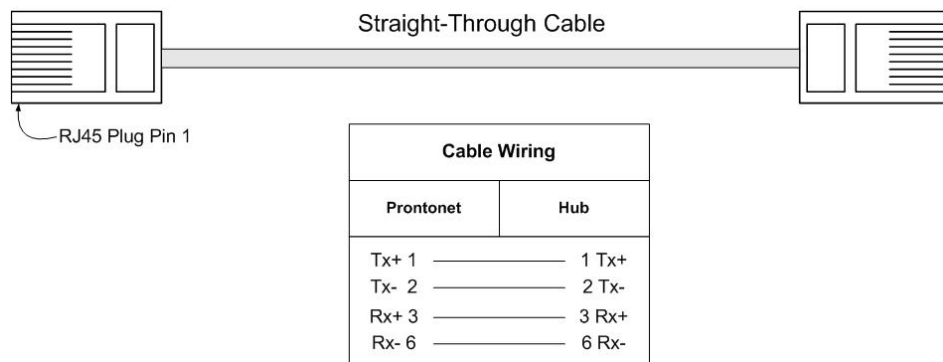 Straight-Through Cable
RJ45 Plug Pin 1
Cable Wiring
Prontonet Hub
Tx+ 1 1 Tx+
Tx- 2 2 Tx-
Rx+ 3 3 Rx+
Rx- 6 6 Rx-